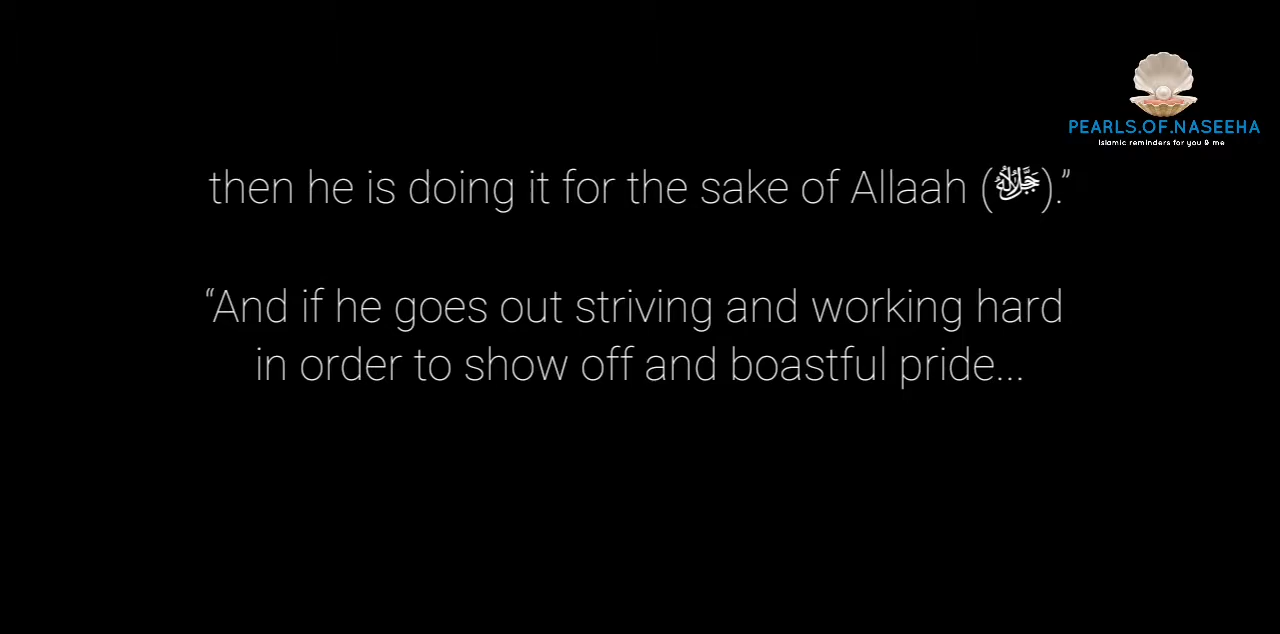 PEARLS.OF.NASEEHA
Islamic reminders for you & me
then he is doing it for the sake of Allaah (ﷻ).”
“And if he goes out striving and working hard
in order to show off and boastful pride...